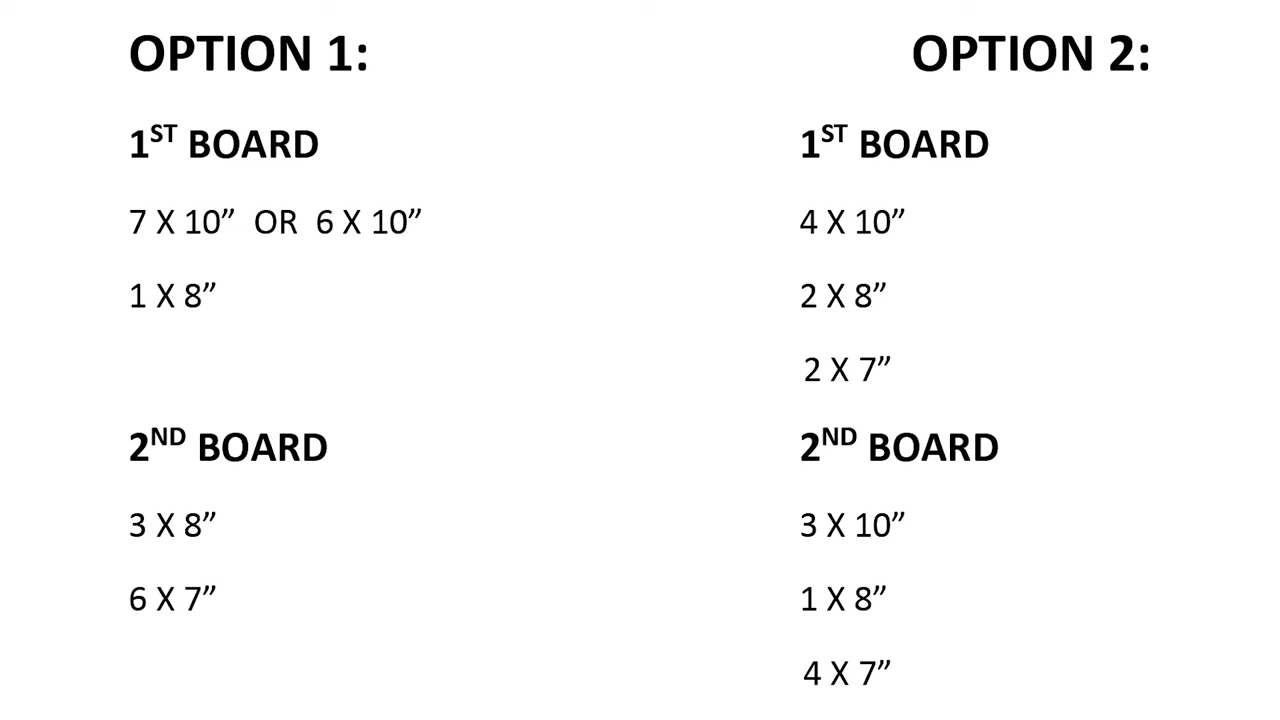 OPTION 1:
1ST BOARD
7 X 10” OR 6 X 10”
1 X 8”
2ND BOARD
3 X 8”
6 X 7”
OPTION 2:
1ST BOARD
4 X 10”
2 X 8”
2 X 7”
2ND BOARD
3 X 10”
1 X 8”
4 X 7”